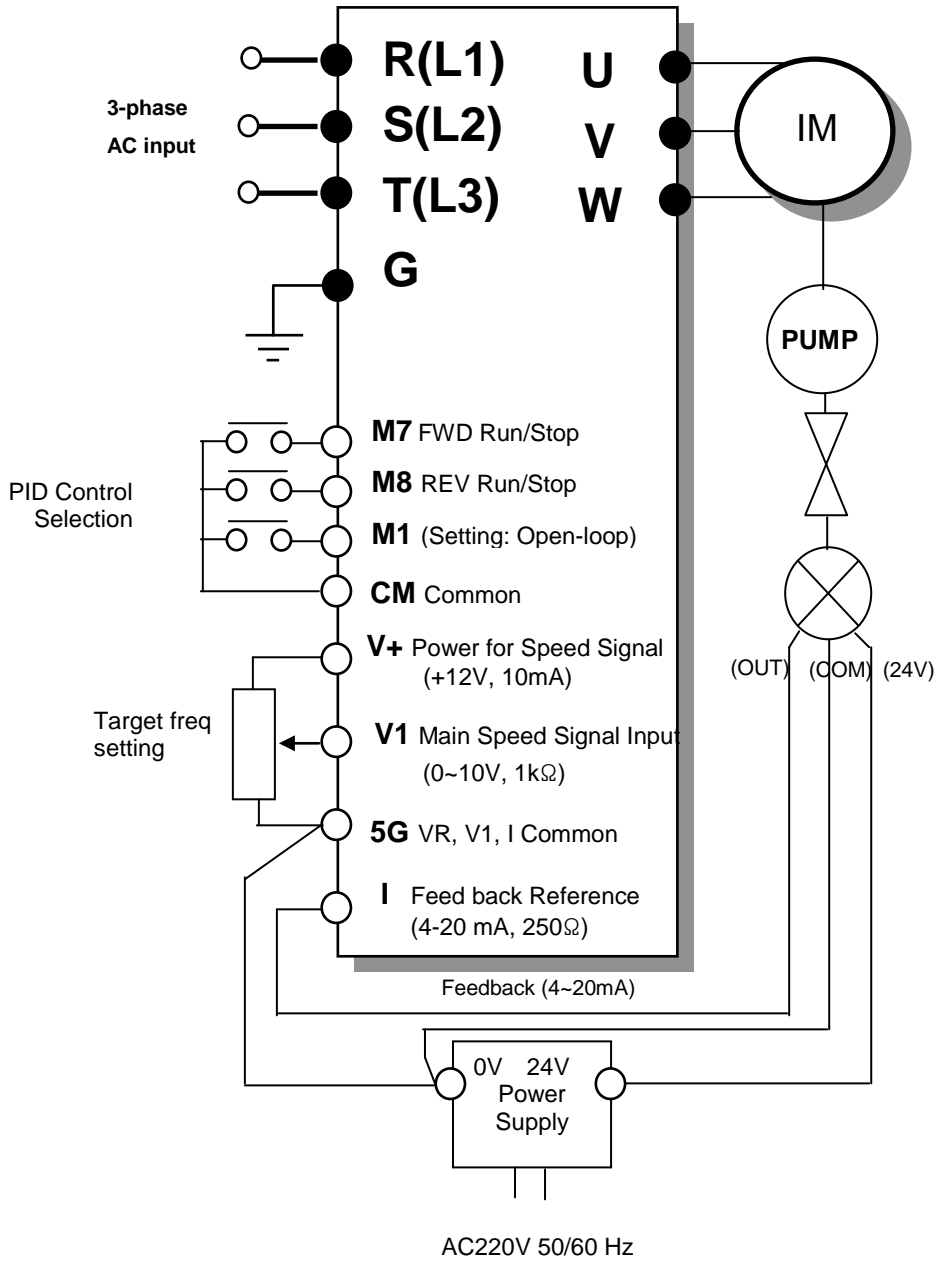 R(L1)
S(L2)
T(L3)
G
U
V
W
IM
3-phase
AC input
PUMP
PID Control
Selection
M7 FWD Run/Stop
M8 REV Run/Stop
M1 (Setting: Open-loop)
CM Common
V+ Power for Speed Signal
(+12V, 10mA)
Target freq
setting
V1 Main Speed Signal Input
(0~10V, 1kΩ)
5G VR, V1, I Common
I Feed back Reference
(4-20 mA, 250Ω)
(OUT) (COM) (24V)
Feedback (4~20mA)
0V 24V
Power
Supply
AC220V 50/60 Hz